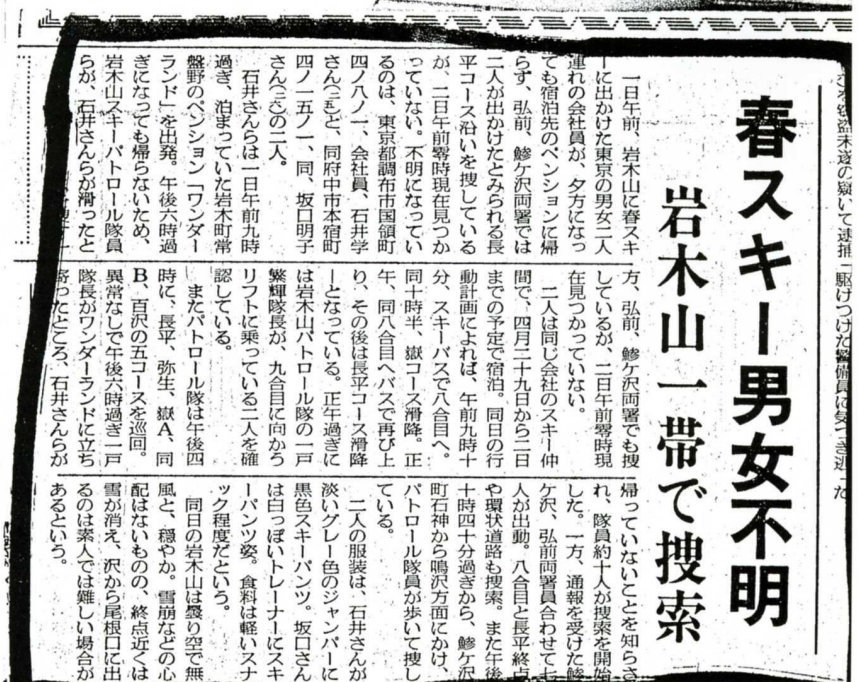 春スキー男女不明
岩木山一帯で捜索
一日午前、岩木山に春スキ
ーに出かけた東京の男女二人
連れの会社員が、夕方になっ
ても宿泊先のペンションに帰
らず、弘前、鰺ケ沢両署では
二人が出かけたとみられる長
平コース沿いを捜している
が、二日午前零時現在見つか
っていない。不明になってい
るのは、東京都調布市国領町
四ノ八ノ一、会社員、石井学
さん
と、同府中市本宿町
四ノ一五ノ一、同、坂口明子
さん
の二人。
石井さんらは一日午前九時
過ぎ、泊まっていた岩木町常
盤野のペンション「ワンダー
ランド」を出発。午後六時過
ぎになっても帰らないため、
岩木山スキーパトロール隊員
らが、石井さんらが滑ったと
方、弘前、鰺ケ沢両署でも捜
しているが、二日午前零時現
在見つかっていない。
二人は同じ会社のスキー仲
間で、四月二十九日から二日
までの予定で宿泊。同日の行
動計画によれば、午前九時十
分、スキーバスで八合目へ。
同十時半、嶽コース滑降。正
午、同八合目へバスで再び上
り、その後は長平コース滑降
ーとなっている。正午過ぎに
は岩木山パトロール隊の一戸
繁輝隊長が、九合目に向かう
リフトに乗っている二人を確
認している。
またパトロール隊は午後四
時に、長平、弥生、嶽A、同
B、百沢の五コースを巡回。
異常なしで午後六時過ぎ一戸
隊長がワンダーランドに立ち
寄ったところ、石井さんらが
帰っていないことを知らさ
れ、隊員約十人が捜索を開始
した。一方、通報を受けた鰺
ケ沢、弘前両署員合わせて七
人が出動。八合目と長平終点
や環状道路も捜索。また午後
十時四十分過ぎから、鰺ケ沢
町石神から鳴沢方面にかけ、
パトロール隊員が歩いて捜し
ている。
二人の服装は、石井さんが
淡いグレー色のジャンパーに
黒色スキーパンツ。坂口さん
は白っぽいトレーナーにスキ
ーパンツ姿。食料は軽いスナ
ック程度だという。
同日の岩木山は曇り空で無
風と、穏やか。雪崩などの心
配はないものの、終点近くは
雪が消え、沢から尾根口に出
るのは素人では難しい場合が
あるという。